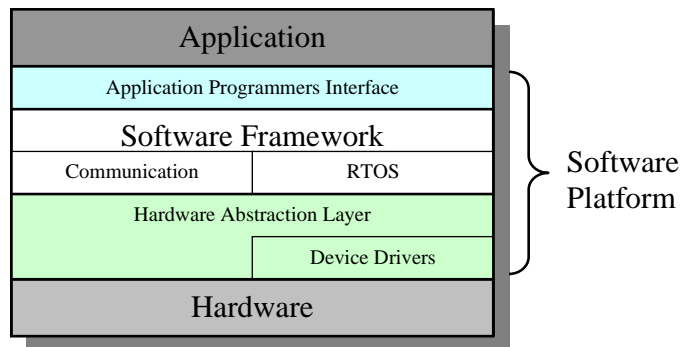 Application
Application Programmers Interface
Software Framework
Communication
RTOS
Hardware Abstraction Layer
Device Drivers
Hardware
Software
Platform